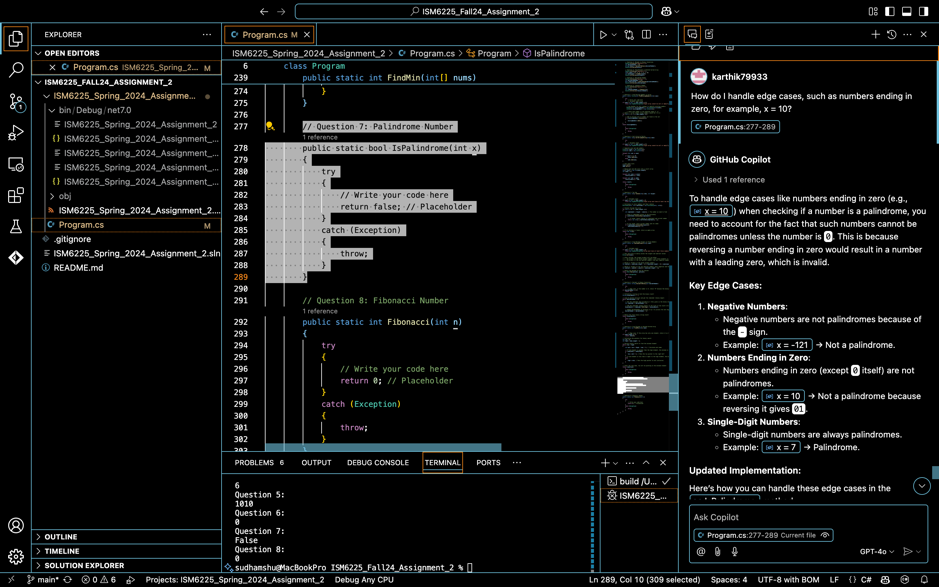 ISM6225_Fall24_Assignment_2
EXPLORER
OPEN EDITORS
Program.cs ISM6225_Spring_2... M
ISM6225_FALL24_ASSIGNMENT_2
ISM6225_Spring_2024_Assignme...
bin/Debug/net7.0
ISM6225_Spring_2024_Assignment_2
{} ISM6225_Spring_2024_Assignment_...
ISM6225_Spring_2024_Assignment_...
ISM6225_Spring_2024_Assignment_...
{} ISM6225_Spring_2024_Assignment_...
obj
ISM6225_Spring_2024_Assignment_2....
Program.cs M
.gitignore
ISM6225_Spring_2024_Assignment_2.sln
README.md
OUTLINE
TIMELINE
SOLUTION EXPLORER
Program.cs M
ISM6225_Spring_2024_Assignment_2 > Program.cs > Program > IsPalindrome
6 class Program
239 public static int FindMin(int[] nums)
274 }
275 }
276
277 // Question 7: Palindrome Number
1 reference
278 public static bool IsPalindrome(int x)
279 {
280 try
281 {
282 // Write your code here
283 return false; // Placeholder
284 }
285 catch (Exception)
286 {
287 throw;
288 }
289 }
290
291 // Question 8: Fibonacci Number
1 reference
292 public static int Fibonacci(int n)
293 {
294 try
295 {
296 // Write your code here
297 return 0; // Placeholder
298 }
299 catch (Exception)
300 {
301 throw;
302 }
PROBLEMS 6 OUTPUT DEBUG CONSOLE TERMINAL PORTS ...
6
Question 5:
1010
Question 6:
0
Question 7:
False
Question 8:
0
sudhamshu@MacBookPro ISM6225_Fall24_Assignment_2 %
build /U...
ISM6225_...
karthik79933
How do I handle edge cases, such as numbers ending in
zero, for example, x = 10?
Program.cs:277-289
GitHub Copilot
Used 1 reference
To handle edge cases like numbers ending in zero (e.g.,
x = 10 ) when checking if a number is a palindrome, you
need to account for the fact that such numbers cannot be
palindromes unless the number is 0. This is because
reversing a number ending in zero would result in a number
with a leading zero, which is invalid.
Key Edge Cases:
1. Negative Numbers:
Negative numbers are not palindromes because of
the - sign.
Example: x = -121 → Not a palindrome.
2. Numbers Ending in Zero:
Numbers ending in zero (except 0 itself) are not
palindromes.
Example: x = 10 → Not a palindrome because
reversing it gives 01.
3. Single-Digit Numbers:
Single-digit numbers are always palindromes.
Example: x = 7 → Palindrome.
Updated Implementation:
Here's how you can handle these edge cases in the
Ask Copilot
Program.cs:277-289 Current file
GPT-4o
main* 0 6 Projects: ISM6225_Spring_2024_Assignment_2 Debug Any CPU Ln 289, Col 10 (309 selected) Spaces: 4 UTF-8 with BOM LF {} C#